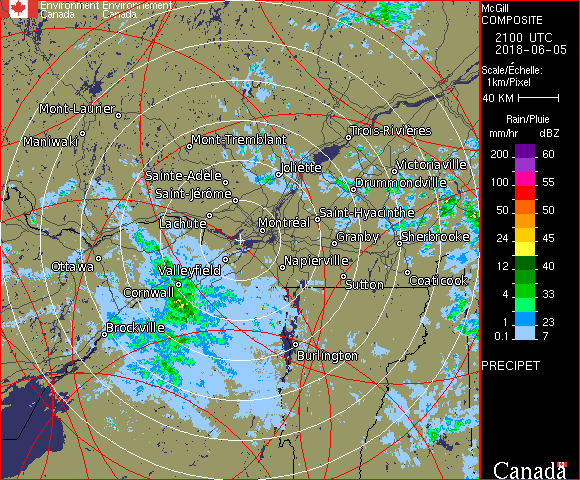 Environment Environnement
Canada Canada
McGill
COMPOSITE
2100 UTC
2018-06-05
Scale/Échelle:
1km/Pixel
40 KM
Rain/Pluie
mm/hr dBZ
200 60
100 55
50 50
24 45
12 40
4 33
2 23
0.1 7
PRECIPET
Canada
Mont-Laurier
Maniwaki
Mont-Tremblant
Trois-Rivières
Sainte-Adèle
Joliette
Victoriaville
Drummondville
Saint-Jérôme
Lachute
Montréal
Saint-Hyacinthe
Granby
Sherbrooke
Ottawa
Valleyfield
Napierville
Cornwall
Sutton
Coaticook
Brockville
Burlington